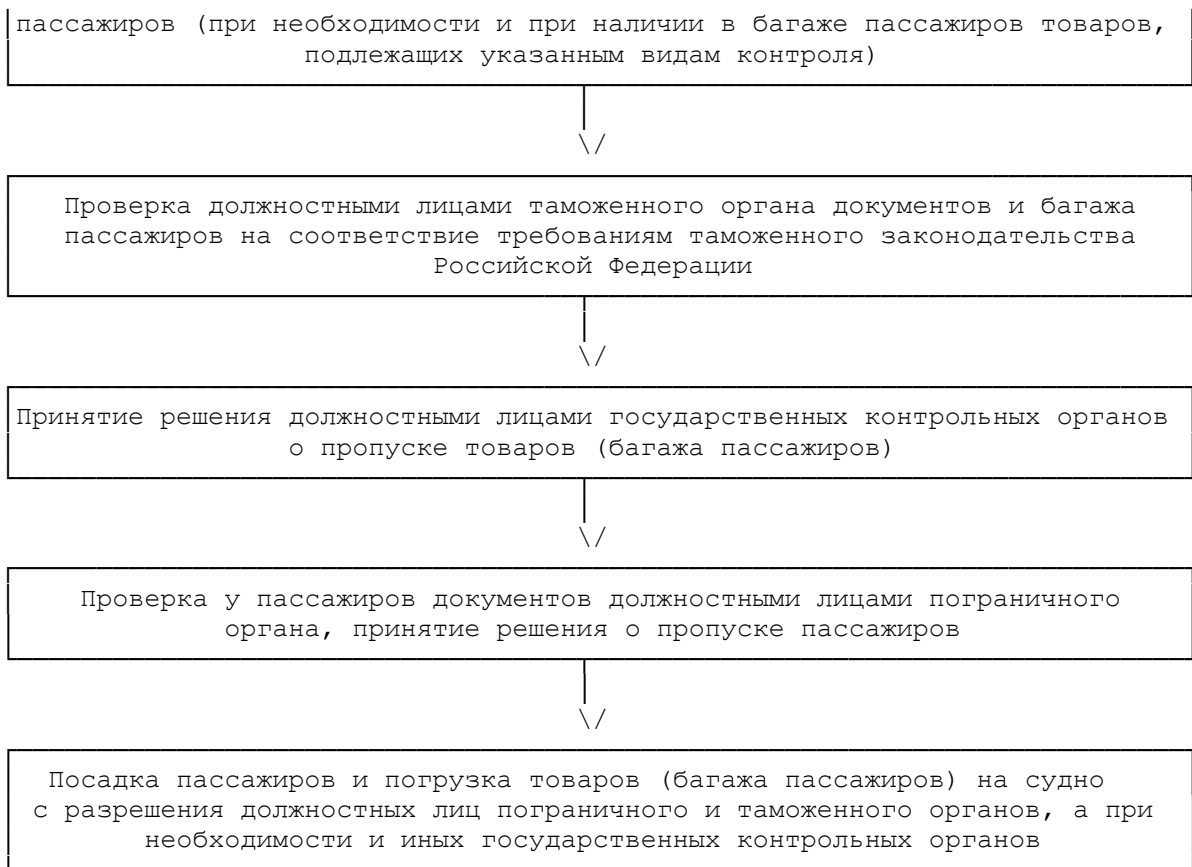 пассажиров (при необходимости и при наличии в багаже пассажиров товаров,
подлежащих указанным видам контроля)
Проверка должностными лицами таможенного органа документов и багажа
пассажиров на соответствие требованиям таможенного законодательства
Российской Федерации
Принятие решения должностными лицами государственных контрольных органов
о пропуске товаров (багажа пассажиров)
Проверка у пассажиров документов должностными лицами пограничного
органа, принятие решения о пропуске пассажиров
Посадка пассажиров и погрузка товаров (багажа пассажиров) на судно
с разрешения должностных лиц пограничного и таможенного органов, а при
необходимости и иных государственных контрольных органов